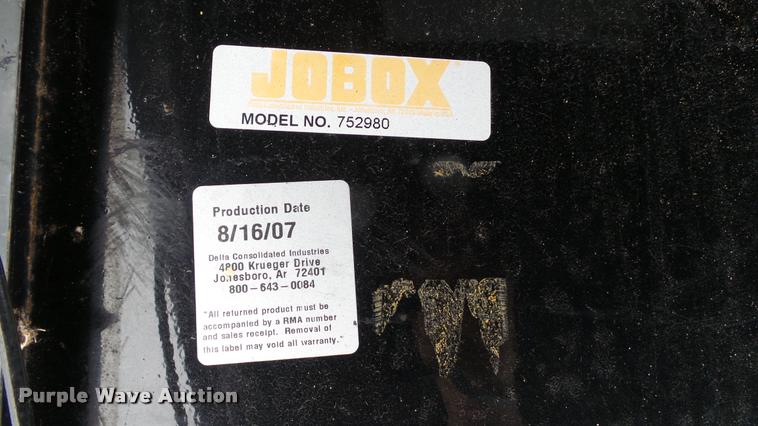 JOBOX
MODEL NO. 752980
Production Date
8/16/07
Delta Consolidated Industries
4800 Krueger Drive
Jonesboro, Ar 72401
800-643-0084
"All returned product must be
accompanied by a RMA number
and sales receipt. Removal of
this label may void all warranty."
Purple Wave Auction